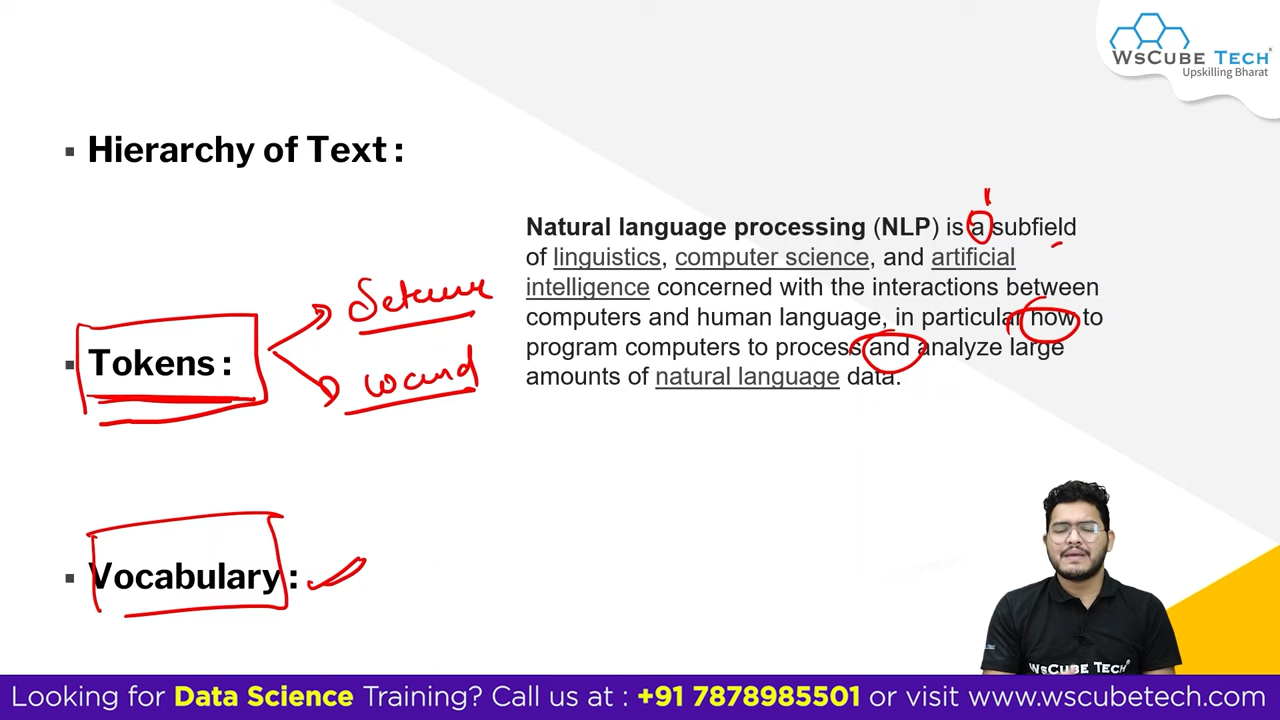 WsCube Tech
Upskilling Bharat
Hierarchy of Text :
Natural language processing (NLP) is a subfield
of linguistics, computer science, and artificial
intelligence concerned with the interactions between
computers and human language, in particular how to
program computers to process and analyze large
amounts of natural language data.
Tokens :
Vocabulary :
WsCube Tech
Looking for Data Science Training? Call us at : +91 7878985501 or visit www.wscubetech.com